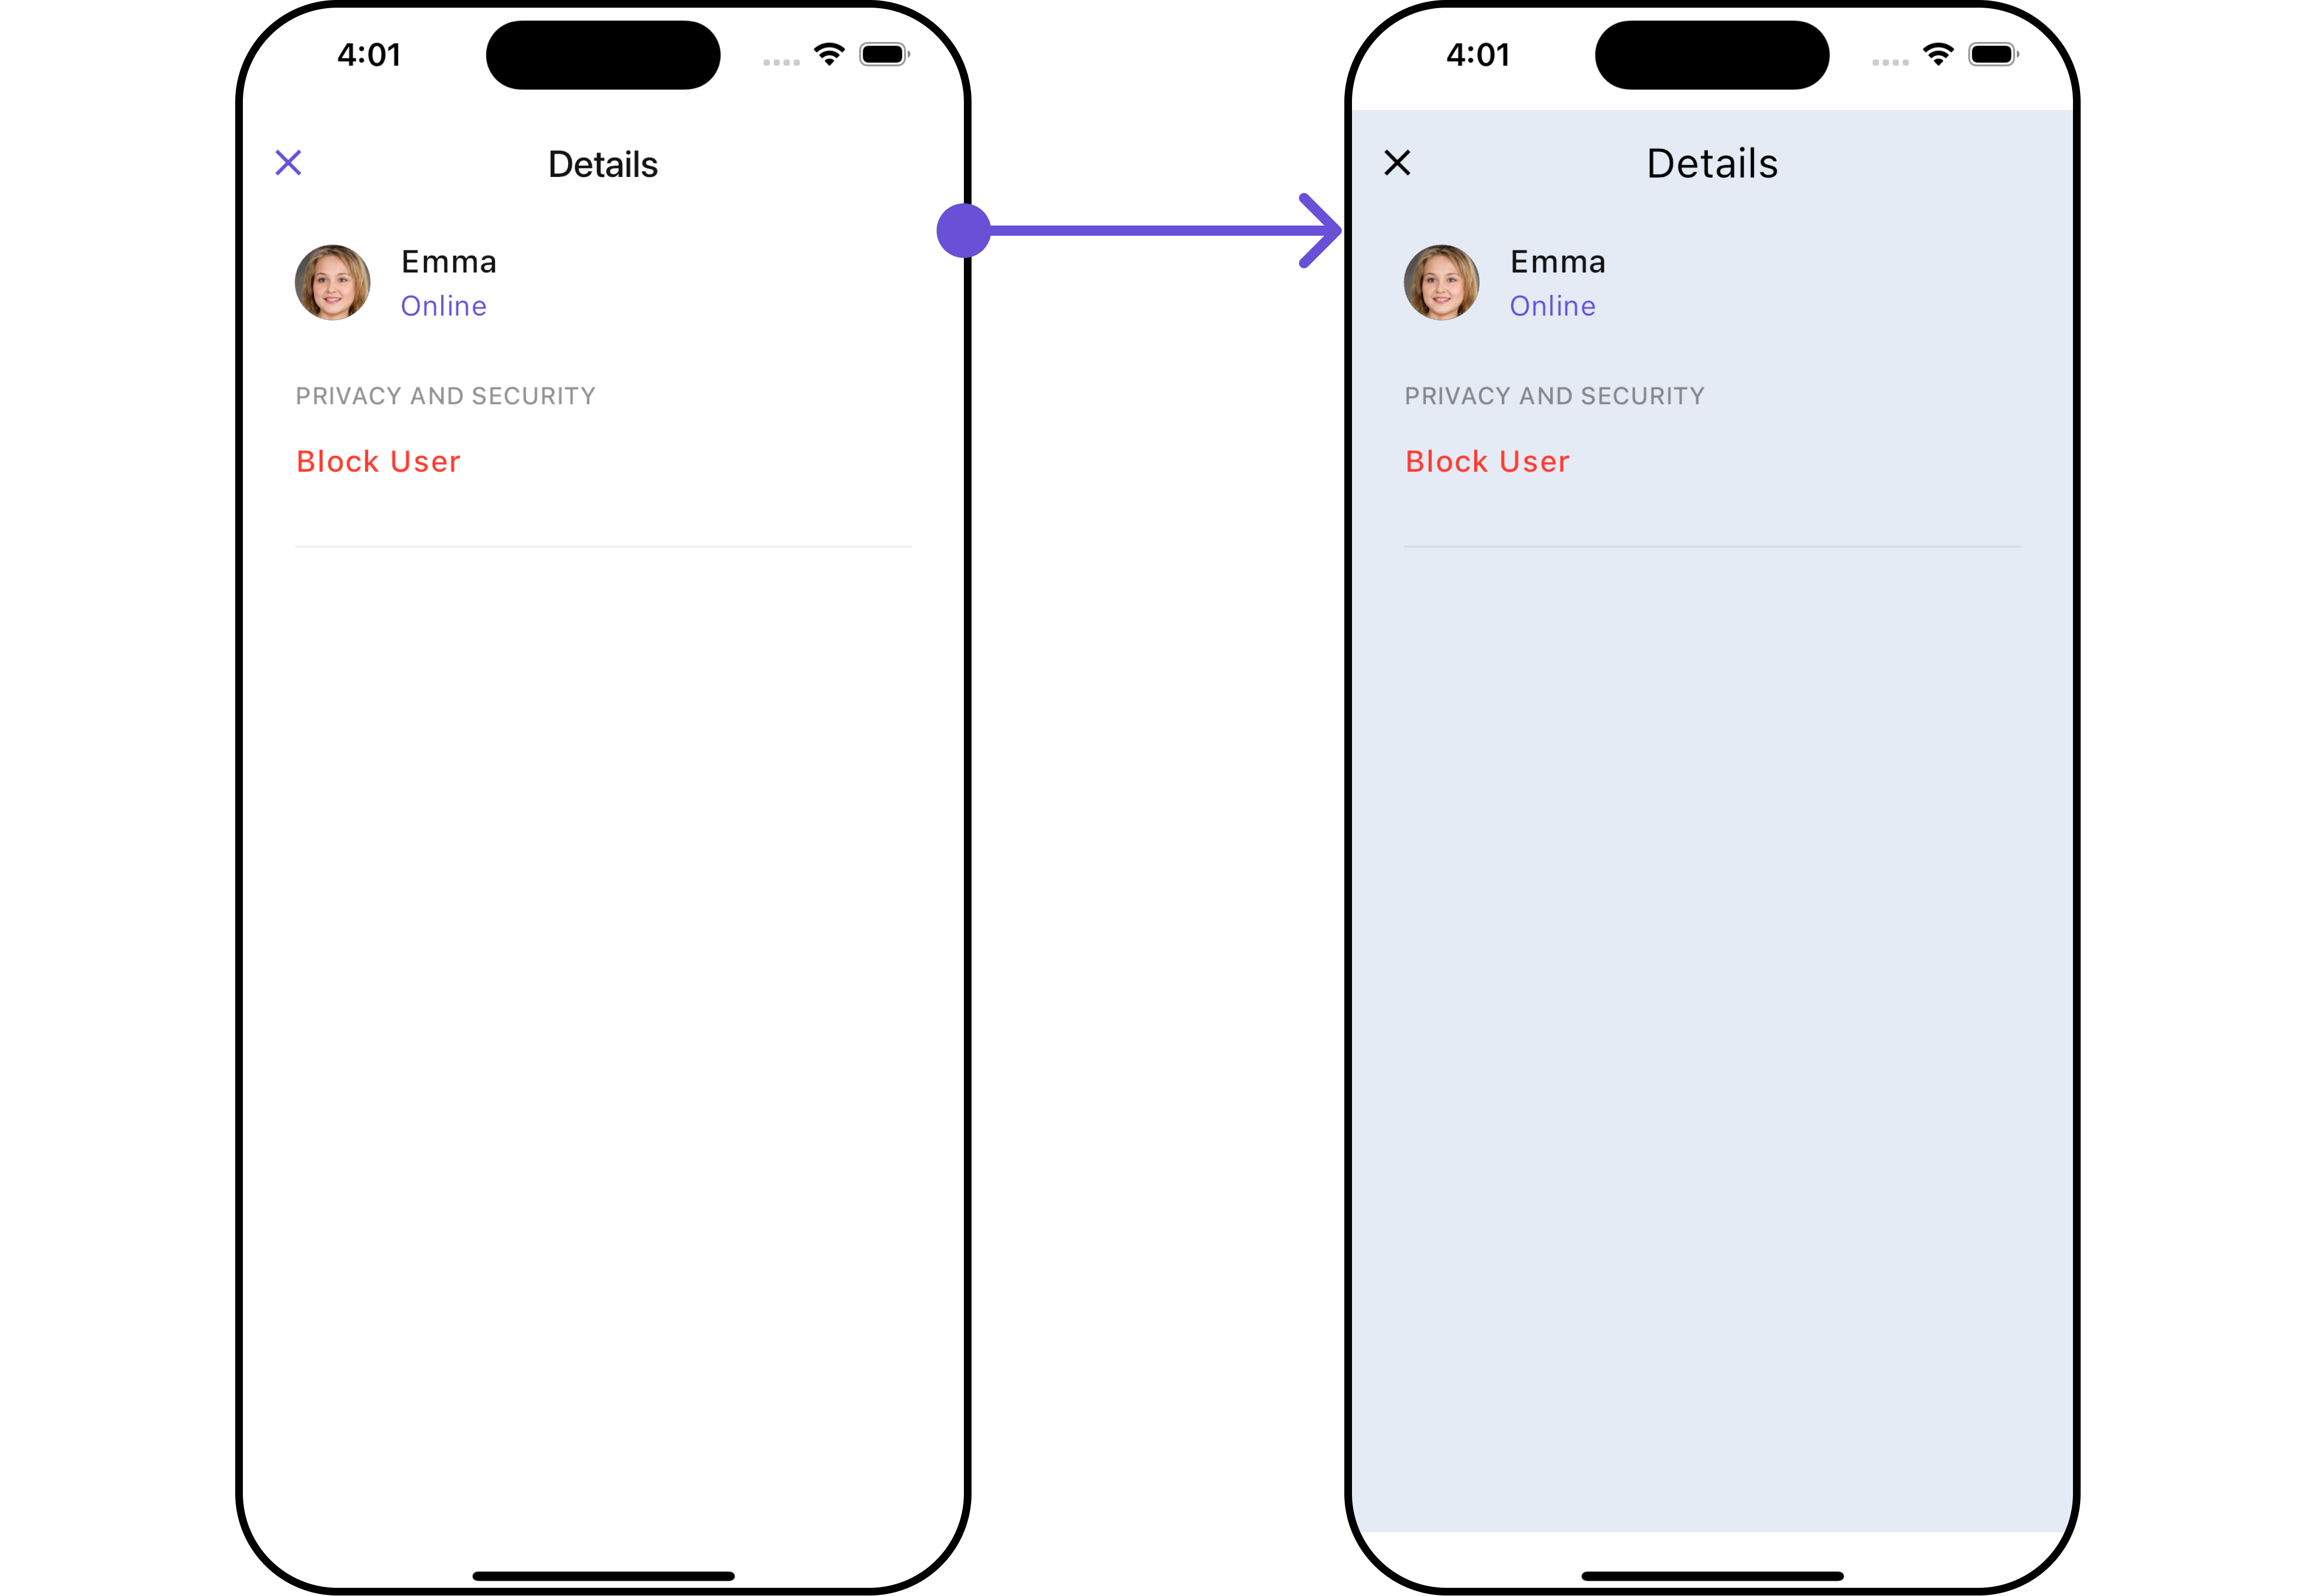 4:01
Details
Emma
Online
PRIVACY AND SECURITY
Block User
4:01
Details
Emma
Online
PRIVACY AND SECURITY
Block User